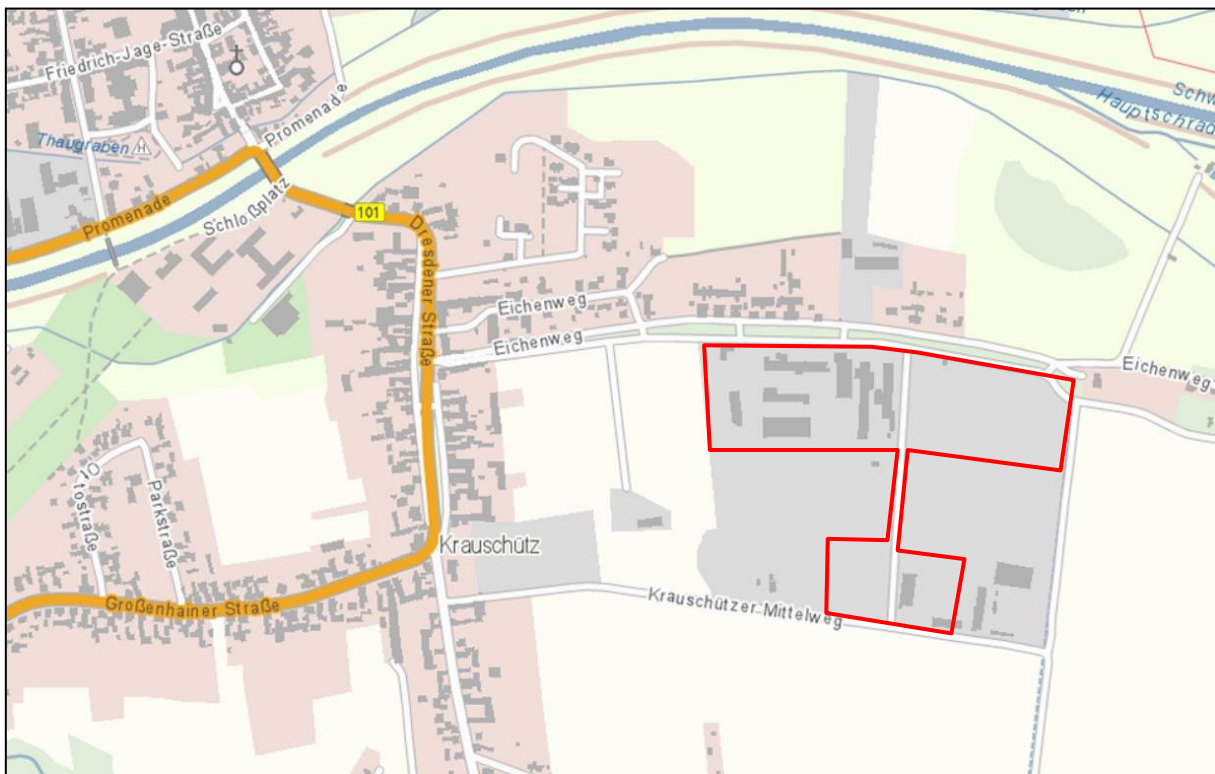 Friedrich-Jage-Straße
Promenade
Thaugraben
H
Schloßplatz
Promenade
101
Dresdener Straße
Hauptschrad
Schw
Eichenweg
Eichenweg
Eichenweg
Parkstraße
tostraße
Krauschütz
Großenhainer Straße
Krauschützer Mittelweg